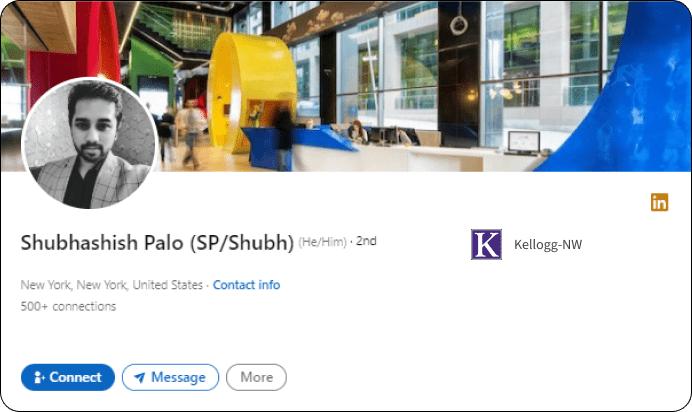 in
Shubhashish Palo (SP/Shubh) (He/Him) · 2nd
K Kellogg-NW
New York, New York, United States · Contact info
500+ connections
Connect Message More